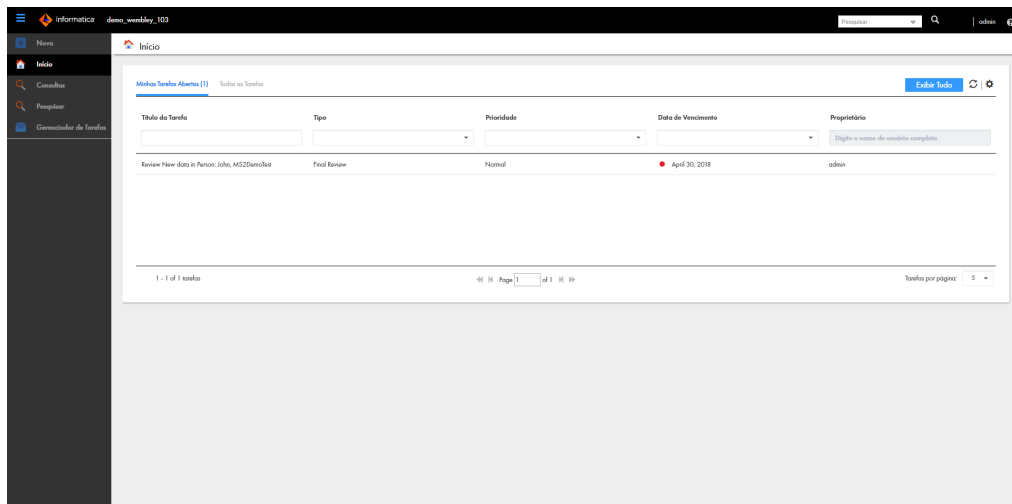 Informatica demo_wembley_103 Pesquisar admin
Novo
Início
Consultas
Pesquisar
Gerenciador de Tarefas
Início
Minhas Tarefas Abertas (1) Todas as Tarefas Exibir Tudo
Título da Tarefa Tipo Prioridade Data de Vencimento Proprietário
Digite o nome de usuário completo
Review New data in Person: John, MS2DemoTest Final Review Normal April 30, 2018 admin
1 - 1 of 1 tarefas Page 1 of 1 Tarefas por página: 5